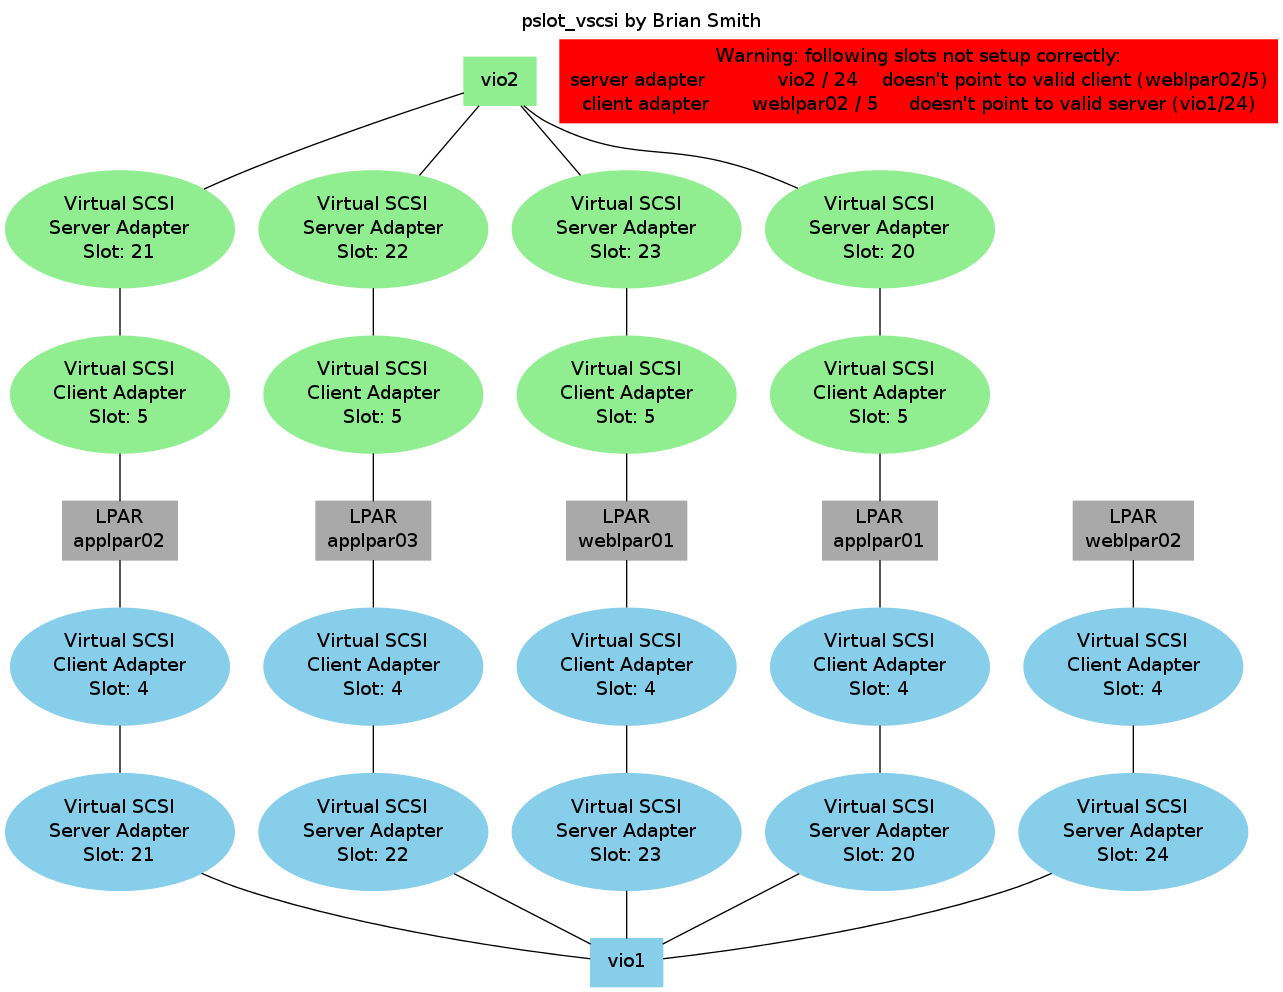 pslot_vscsi by Brian Smith
vio2
Warning: following slots not setup correctly:
server adapter vio2 / 24 doesn't point to valid client (weblpar02/5)
client adapter weblpar02 / 5 doesn't point to valid server (vio1/24)
Virtual SCSI
Server Adapter
Slot: 21
Virtual SCSI
Server Adapter
Slot: 22
Virtual SCSI
Server Adapter
Slot: 23
Virtual SCSI
Server Adapter
Slot: 20
Virtual SCSI
Client Adapter
Slot: 5
Virtual SCSI
Client Adapter
Slot: 5
Virtual SCSI
Client Adapter
Slot: 5
Virtual SCSI
Client Adapter
Slot: 5
LPAR
applpar02
LPAR
applpar03
LPAR
weblpar01
LPAR
applpar01
LPAR
weblpar02
Virtual SCSI
Client Adapter
Slot: 4
Virtual SCSI
Client Adapter
Slot: 4
Virtual SCSI
Client Adapter
Slot: 4
Virtual SCSI
Client Adapter
Slot: 4
Virtual SCSI
Client Adapter
Slot: 4
Virtual SCSI
Server Adapter
Slot: 21
Virtual SCSI
Server Adapter
Slot: 22
Virtual SCSI
Server Adapter
Slot: 23
Virtual SCSI
Server Adapter
Slot: 20
Virtual SCSI
Server Adapter
Slot: 24
vio1